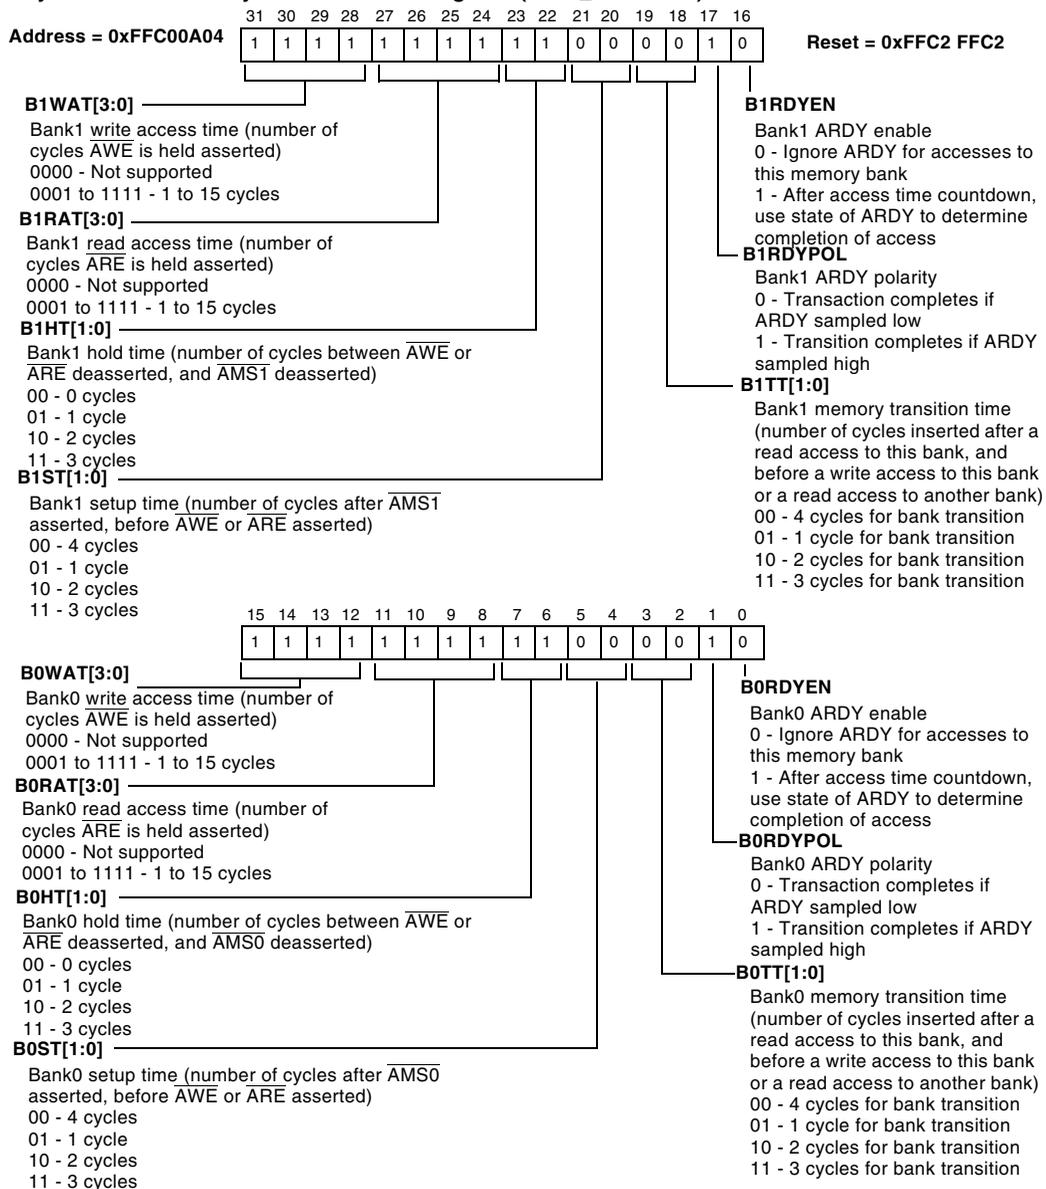 31 30 29 28 27 26 25 24 23 22 21 20 19 18 17 16
Address = 0xFFC00A04
1 1 1 1 1 1 1 1 1 1 0 0 0 0 1 0
Reset = 0xFFC2 FFC2
B1WAT[3:0]
Bank1 write access time (number of
cycles AWE is held asserted)
0000 - Not supported
0001 to 1111 - 1 to 15 cycles
B1RAT[3:0]
Bank1 read access time (number of
cycles ARE is held asserted)
0000 - Not supported
0001 to 1111 - 1 to 15 cycles
B1HT[1:0]
Bank1 hold time (number of cycles between AWE or
ARE deasserted, and AMS1 deasserted)
00 - 0 cycles
01 - 1 cycle
10 - 2 cycles
11 - 3 cycles
B1ST[1:0]
Bank1 setup time (number of cycles after AMS1
asserted, before AWE or ARE asserted)
00 - 4 cycles
01 - 1 cycle
10 - 2 cycles
11 - 3 cycles
B1RDYEN
Bank1 ARDY enable
0 - Ignore ARDY for accesses to
this memory bank
1 - After access time countdown,
use state of ARDY to determine
completion of access
B1RDYPOL
Bank1 ARDY polarity
0 - Transaction completes if
ARDY sampled low
1 - Transition completes if ARDY
sampled high
B1TT[1:0]
Bank1 memory transition time
(number of cycles inserted after a
read access to this bank, and
before a write access to this bank
or a read access to another bank)
00 - 4 cycles for bank transition
01 - 1 cycle for bank transition
10 - 2 cycles for bank transition
11 - 3 cycles for bank transition
15 14 13 12 11 10 9 8 7 6 5 4 3 2 1 0
1 1 1 1 1 1 1 1 1 1 0 0 0 0 1 0
B0WAT[3:0]
Bank0 write access time (number of
cycles AWE is held asserted)
0000 - Not supported
0001 to 1111 - 1 to 15 cycles
B0RAT[3:0]
Bank0 read access time (number of
cycles ARE is held asserted)
0000 - Not supported
0001 to 1111 - 1 to 15 cycles
B0HT[1:0]
Bank0 hold time (number of cycles between AWE or
ARE deasserted, and AMS0 deasserted)
00 - 0 cycles
01 - 1 cycle
10 - 2 cycles
11 - 3 cycles
B0ST[1:0]
Bank0 setup time (number of cycles after AMS0
asserted, before AWE or ARE asserted)
00 - 4 cycles
01 - 1 cycle
10 - 2 cycles
11 - 3 cycles
B0RDYEN
Bank0 ARDY enable
0 - Ignore ARDY for accesses to
this memory bank
1 - After access time countdown,
use state of ARDY to determine
completion of access
B0RDYPOL
Bank0 ARDY polarity
0 - Transaction completes if
ARDY sampled low
1 - Transition completes if ARDY
sampled high
B0TT[1:0]
Bank0 memory transition time
(number of cycles inserted after a
read access to this bank, and
before a write access to this bank
or a read access to another bank)
00 - 4 cycles for bank transition
01 - 1 cycle for bank transition
10 - 2 cycles for bank transition
11 - 3 cycles for bank transition